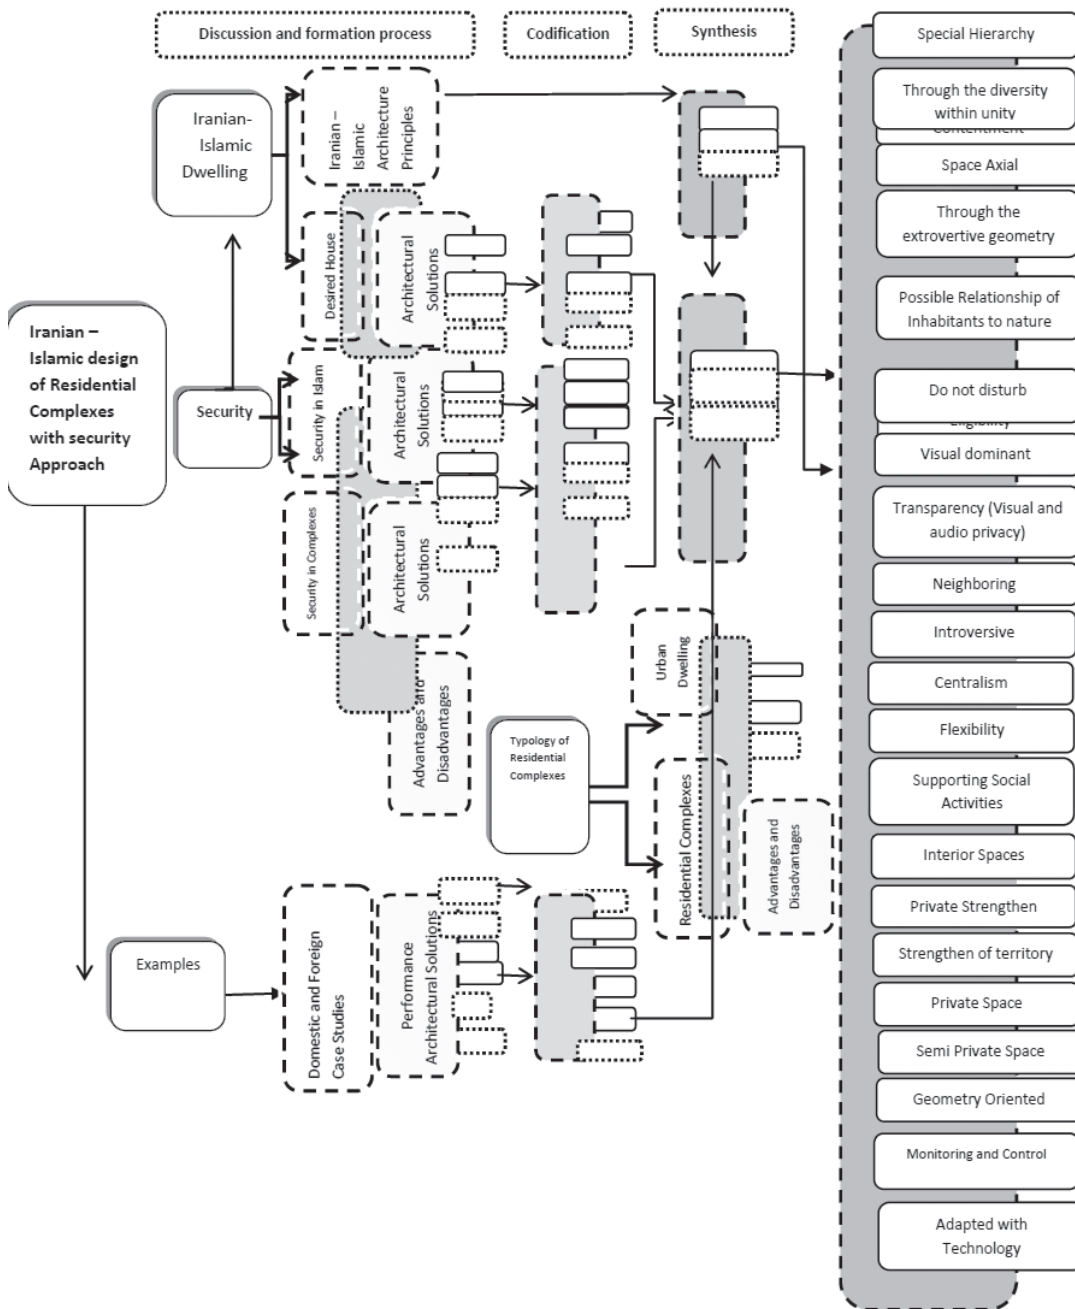 Discussion and formation process
Codification
Synthesis
Iranian –
Islamic design
of Residential
Complexes
with security
Approach
Iranian-
Islamic
Dwelling
Security
Examples
Iranian –
Islamic
Architecture
Principles
Desired House
Security in Islam
Security in Complexes
Architectural
Solutions
Architectural
Solutions
Architectural
Solutions
Advantages and
Disadvantages
Typology of
Residential
Complexes
Urban
Dwelling
Residential Complexes
Advantages and
Disadvantages
Domestic and Foreign
Case Studies
Performance
Architectural Solutions
Special Hierarchy
Through the diversity
within unity
Contentment
Space Axial
Through the
extrovertive geometry
Possible Relationship of
Inhabitants to nature
Do not disturb
Eligibility
Visual dominant
Transparency (Visual and
audio privacy)
Neighboring
Introversive
Centralism
Flexibility
Supporting Social
Activities
Interior Spaces
Private Strengthen
Strengthen of territory
Private Space
Semi Private Space
Geometry Oriented
Monitoring and Control
Adapted with
Technology